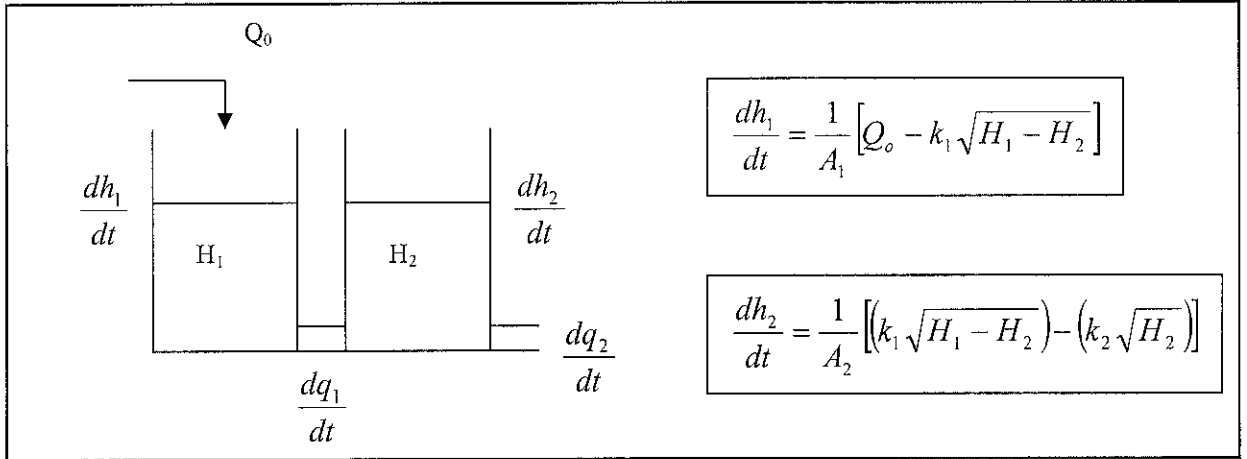 Q₀
dh₁/dt
H₁
H₂
dh₂/dt
dq₁/dt
dq₂/dt
dh₁/dt = 1/A₁ [Qₒ − k₁√(H₁ − H₂)]
dh₂/dt = 1/A₂ [(k₁√(H₁ − H₂)) − (k₂√H₂)]